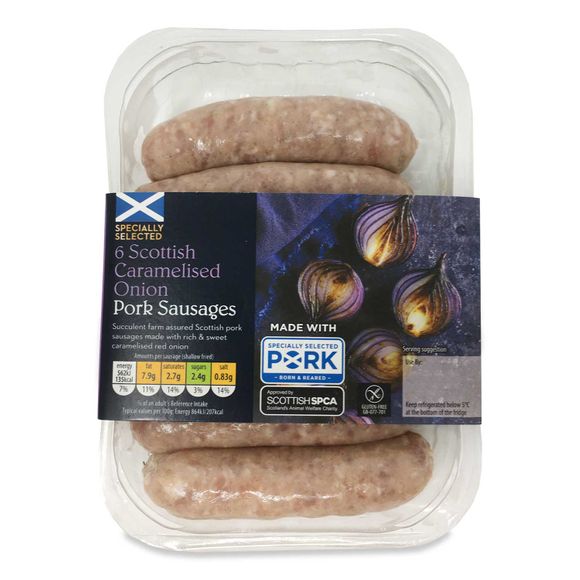 SPECIALLY
SELECTED
6 Scottish
Caramelised
Onion
Pork Sausages
Succulent farm assured Scottish pork
sausages made with rich & sweet
caramelised red onion
Amounts per sausage (shallow fried)
energy
562kJ
135kcal
7%
fat
7.9g
11%
saturates
2.7g
14%
sugars
2.4g
3%
salt
0.83g
14%
% of an adult's Reference Intake
Typical values per 100g: Energy 864kJ/207kcal
MADE WITH
SPECIALLY SELECTED
PORK
BORN & REARED
Approved by
SCOTTISHSPCA
Scotland's Animal Welfare Charity
GLUTEN-FREE
GB-077-701
Serving suggestion
Use By:
Keep refrigerated below 5°C
at the bottom of the fridge